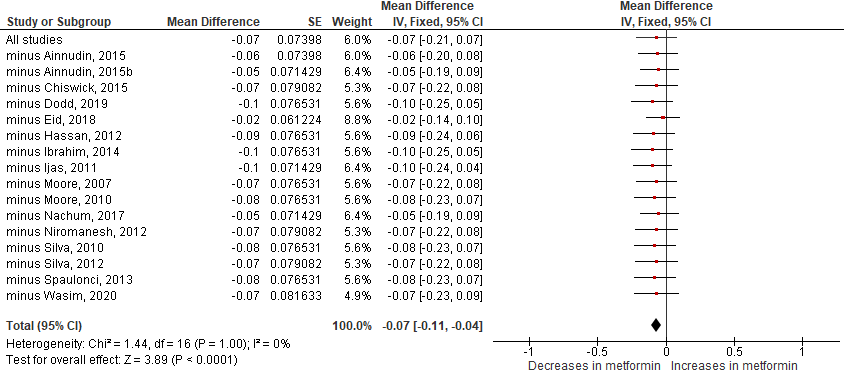 Mean Difference Mean Difference
Study or Subgroup Mean Difference SE Weight IV, Fixed, 95% CI IV, Fixed, 95% CI
All studies -0.07 0.07398 6.0% -0.07 [-0.21, 0.07]
minus Ainnudin, 2015 -0.06 0.07398 6.0% -0.06 [-0.20, 0.08]
minus Ainnudin, 2015b -0.05 0.071429 6.4% -0.05 [-0.19, 0.09]
minus Chiswick, 2015 -0.07 0.079082 5.3% -0.07 [-0.22, 0.08]
minus Dodd, 2019 -0.1 0.076531 5.6% -0.10 [-0.25, 0.05]
minus Eid, 2018 -0.02 0.061224 8.8% -0.02 [-0.14, 0.10]
minus Hassan, 2012 -0.09 0.076531 5.6% -0.09 [-0.24, 0.06]
minus Ibrahim, 2014 -0.1 0.076531 5.6% -0.10 [-0.25, 0.05]
minus Ijas, 2011 -0.1 0.071429 6.4% -0.10 [-0.24, 0.04]
minus Moore, 2007 -0.07 0.076531 5.6% -0.07 [-0.22, 0.08]
minus Moore, 2010 -0.08 0.076531 5.6% -0.08 [-0.23, 0.07]
minus Nachum, 2017 -0.05 0.071429 6.4% -0.05 [-0.19, 0.09]
minus Niromanesh, 2012 -0.07 0.079082 5.3% -0.07 [-0.22, 0.08]
minus Silva, 2010 -0.08 0.076531 5.6% -0.08 [-0.23, 0.07]
minus Silva, 2012 -0.07 0.079082 5.3% -0.07 [-0.22, 0.08]
minus Spaulonci, 2013 -0.08 0.076531 5.6% -0.08 [-0.23, 0.07]
minus Wasim, 2020 -0.07 0.081633 4.9% -0.07 [-0.23, 0.09]
Total (95% CI) 100.0% -0.07 [-0.11, -0.04]
Heterogeneity: Chi² = 1.44, df = 16 (P = 1.00); I² = 0%
Test for overall effect: Z = 3.89 (P < 0.0001)
-1 -0.5 0 0.5 1
Decreases in metformin Increases in metformin